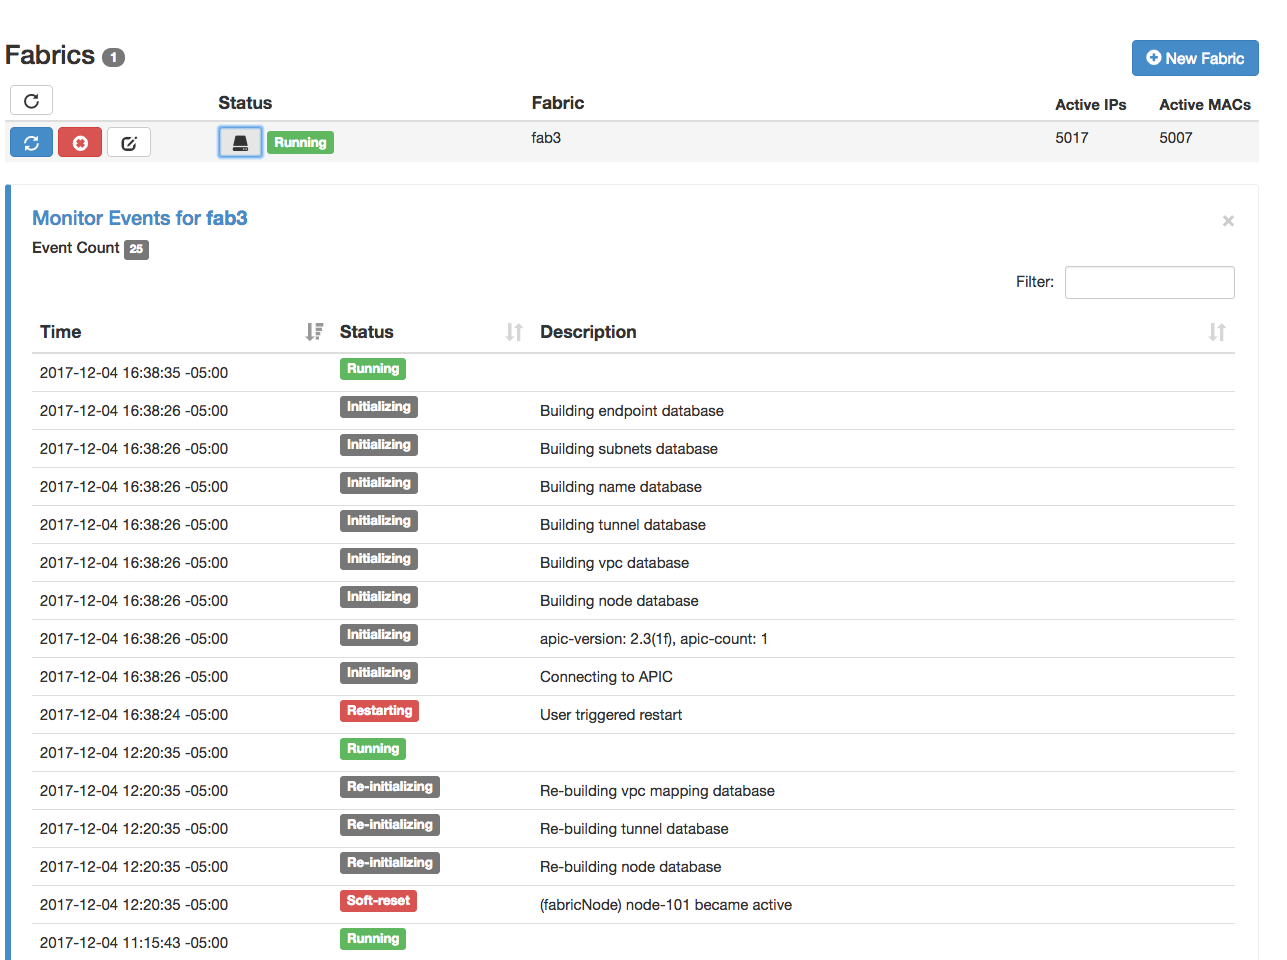 Fabrics 1
New Fabric
Status Fabric Active IPs Active MACs
Running fab3 5017 5007
Monitor Events for fab3
×
Event Count 25
Filter:
Time Status Description
2017-12-04 16:38:35 -05:00 Running
2017-12-04 16:38:26 -05:00 Initializing Building endpoint database
2017-12-04 16:38:26 -05:00 Initializing Building subnets database
2017-12-04 16:38:26 -05:00 Initializing Building name database
2017-12-04 16:38:26 -05:00 Initializing Building tunnel database
2017-12-04 16:38:26 -05:00 Initializing Building vpc database
2017-12-04 16:38:26 -05:00 Initializing Building node database
2017-12-04 16:38:26 -05:00 Initializing apic-version: 2.3(1f), apic-count: 1
2017-12-04 16:38:26 -05:00 Initializing Connecting to APIC
2017-12-04 16:38:24 -05:00 Restarting User triggered restart
2017-12-04 12:20:35 -05:00 Running
2017-12-04 12:20:35 -05:00 Re-initializing Re-building vpc mapping database
2017-12-04 12:20:35 -05:00 Re-initializing Re-building tunnel database
2017-12-04 12:20:35 -05:00 Re-initializing Re-building node database
2017-12-04 12:20:35 -05:00 Soft-reset (fabricNode) node-101 became active
2017-12-04 11:15:43 -05:00 Running